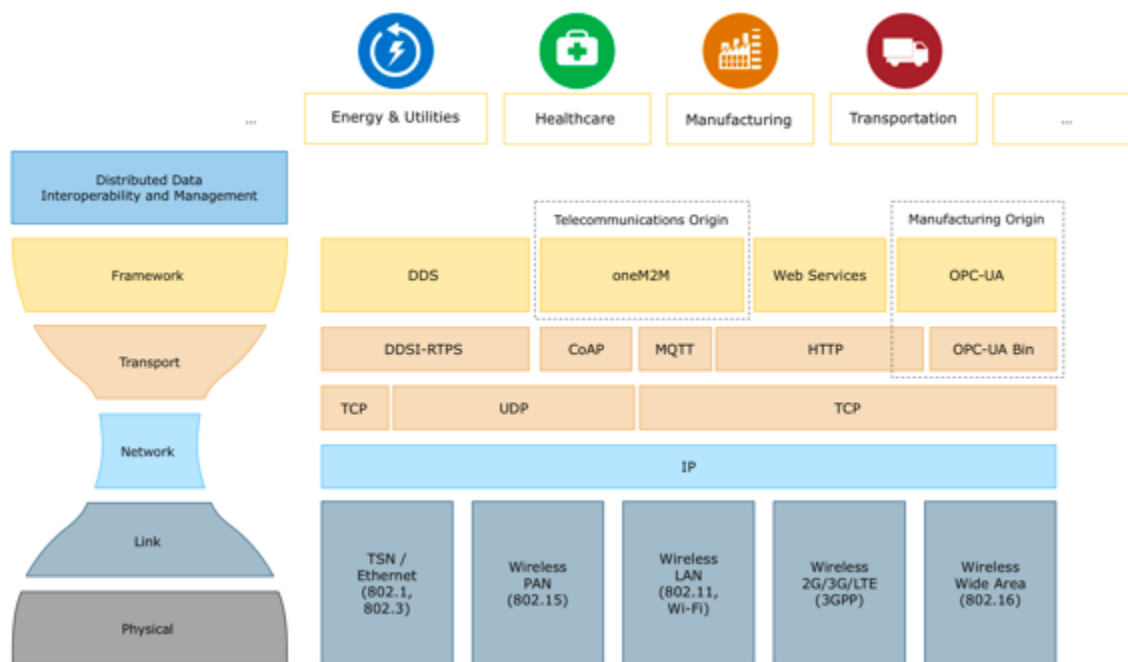 ...
Energy & Utilities
Healthcare
Manufacturing
Transportation
...
Distributed Data
Interoperability and Management
Telecommunications Origin
Manufacturing Origin
Framework
DDS
oneM2M
Web Services
OPC-UA
Transport
DDSI-RTPS
CoAP
MQTT
HTTP
OPC-UA Bin
TCP
UDP
TCP
Network
IP
Link
TSN /
Ethernet
(802.1,
802.3)
Wireless
PAN
(802.15)
Wireless
LAN
(802.11,
Wi-Fi)
Wireless
2G/3G/LTE
(3GPP)
Wireless
Wide Area
(802.16)
Physical